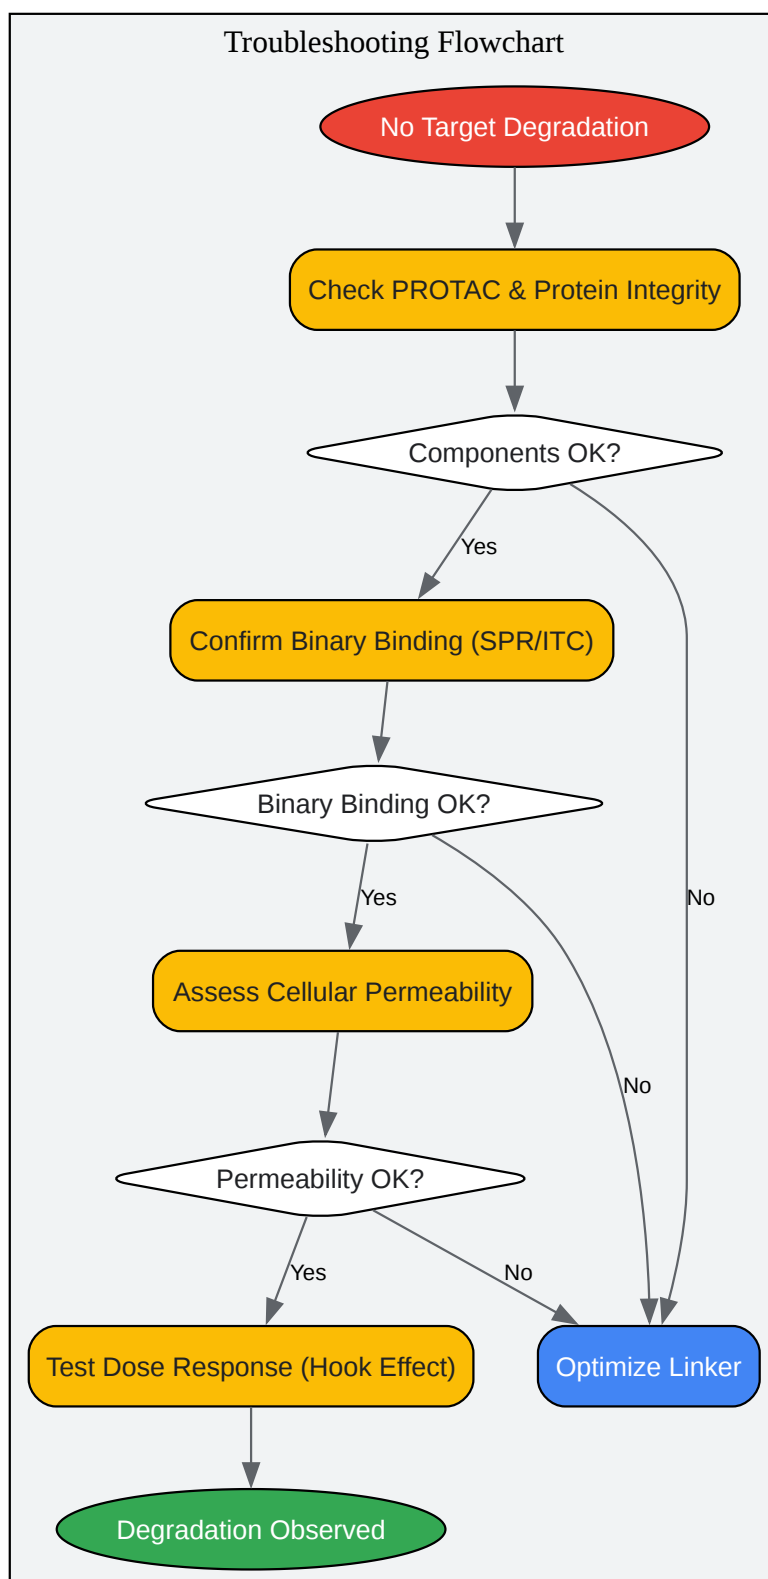 Troubleshooting Flowchart
No Target Degradation
Check PROTAC & Protein Integrity
Components OK?
Yes
Confirm Binary Binding (SPR/ITC)
Binary Binding OK?
Yes
No
Assess Cellular Permeability
No
Permeability OK?
Yes
No
Test Dose Response (Hook Effect)
Optimize Linker
Degradation Observed